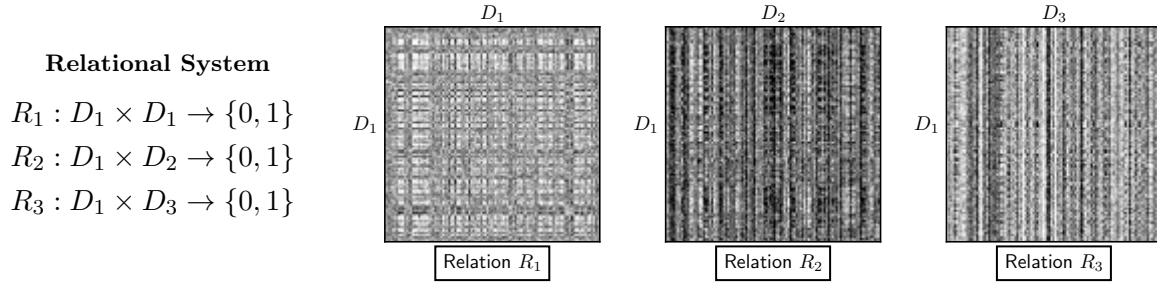 Relational System
R₁ : D₁ × D₁ → {0, 1}
R₂ : D₁ × D₂ → {0, 1}
R₃ : D₁ × D₃ → {0, 1}
D₁
D₁
Relation R₁
D₂
D₁
Relation R₂
D₃
D₁
Relation R₃